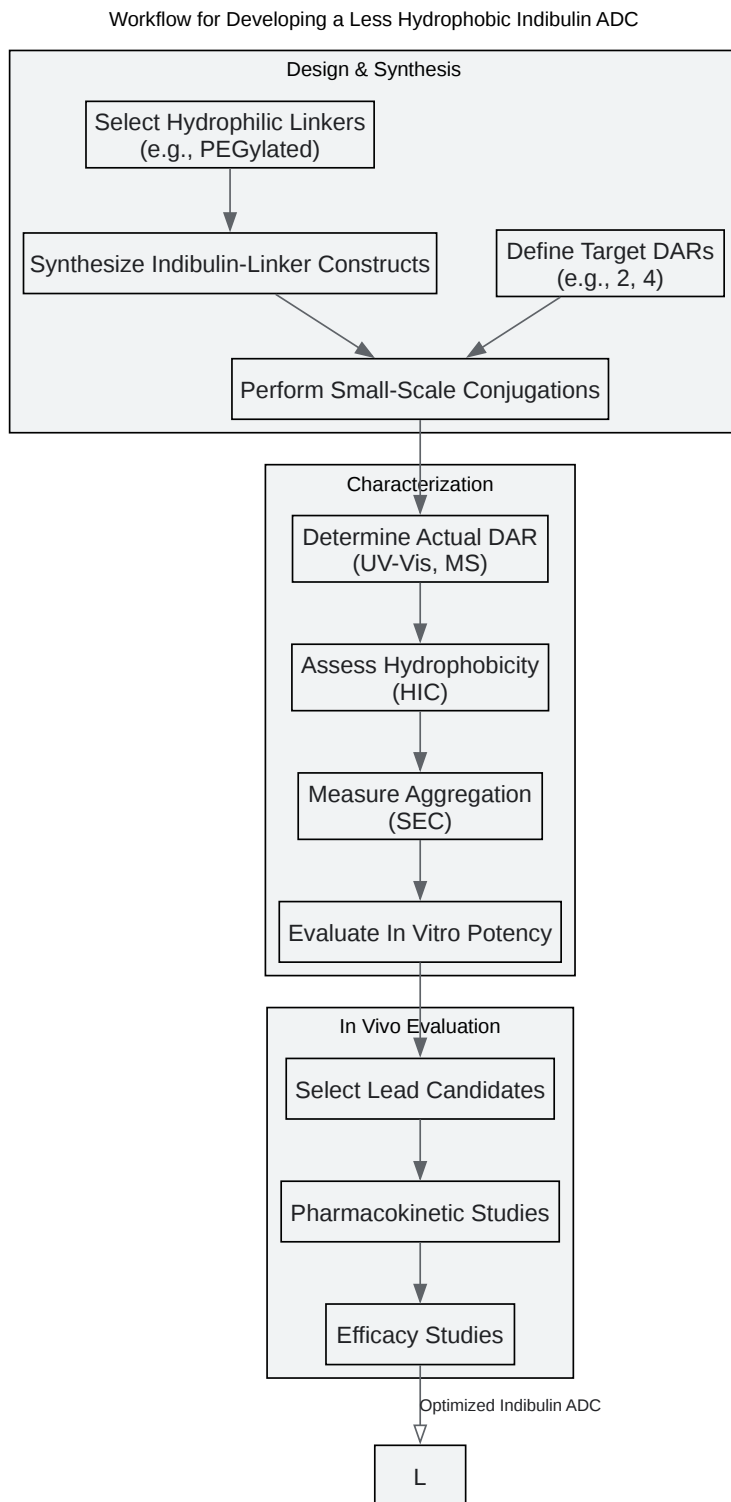 Workflow for Developing a Less Hydrophobic Indibulin ADC
Design & Synthesis
Select Hydrophilic Linkers
(e.g., PEGylated)
Synthesize Indibulin-Linker Constructs
Define Target DARs
(e.g., 2, 4)
Perform Small-Scale Conjugations
Characterization
Determine Actual DAR
(UV-Vis, MS)
Assess Hydrophobicity
(HIC)
Measure Aggregation
(SEC)
Evaluate In Vitro Potency
In Vivo Evaluation
Select Lead Candidates
Pharmacokinetic Studies
Efficacy Studies
Optimized Indibulin ADC
L